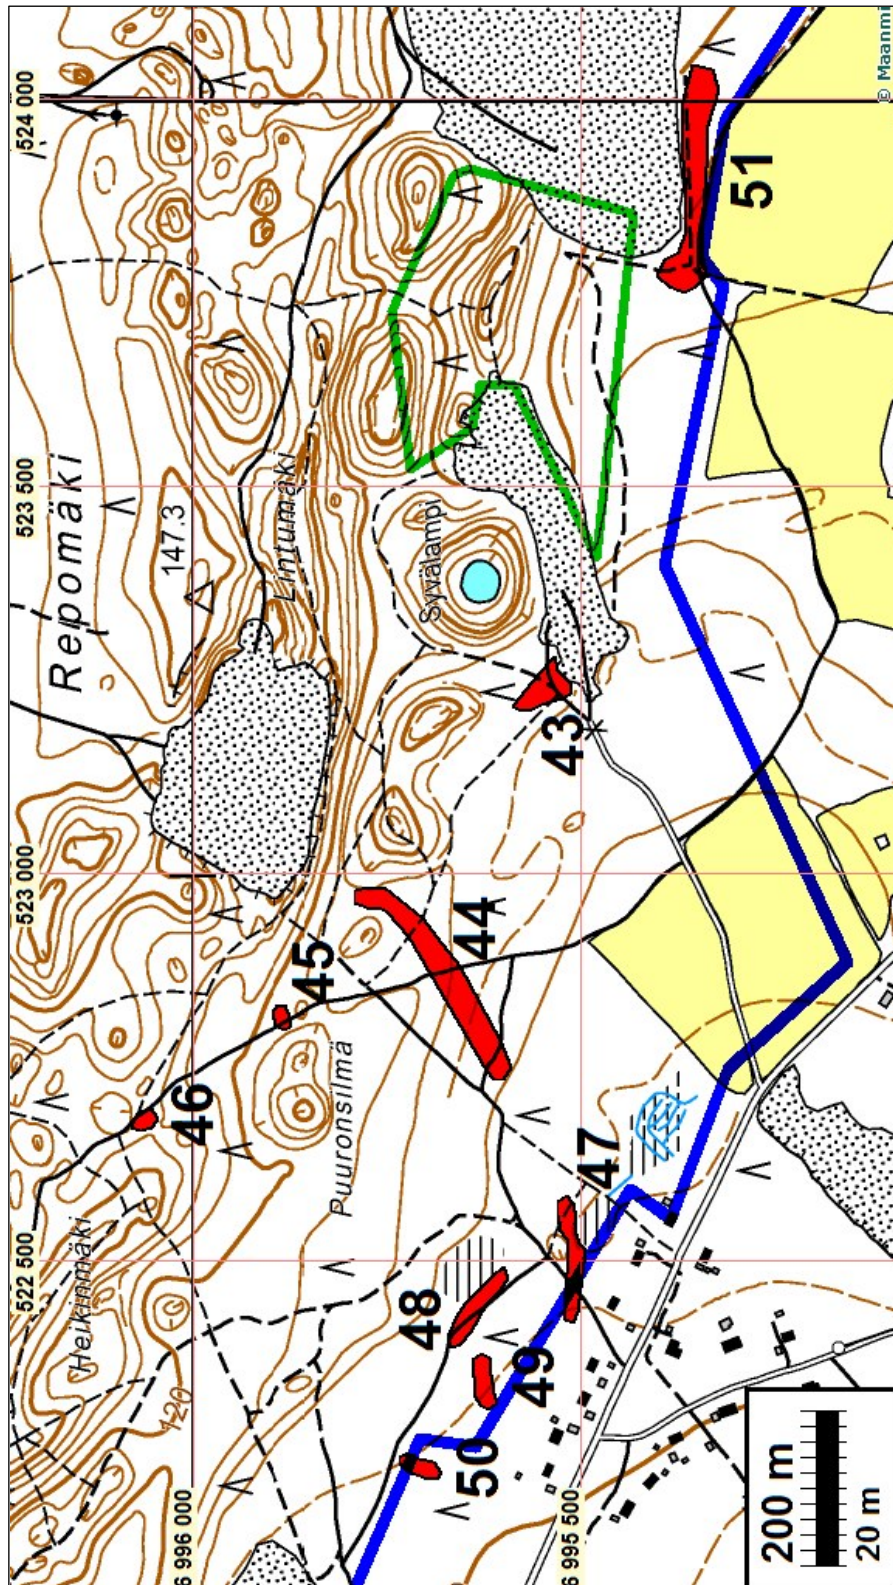 522 500
523 000
523 500
524 000
Repomäki
Heikinmäki
46
120
147.3
6 996 000
Lintumäki
45
Puuronsilmä
48
Syvälampi
44
50
49
43
47
6 995 500
51
200 m
20 m
© Maanmi